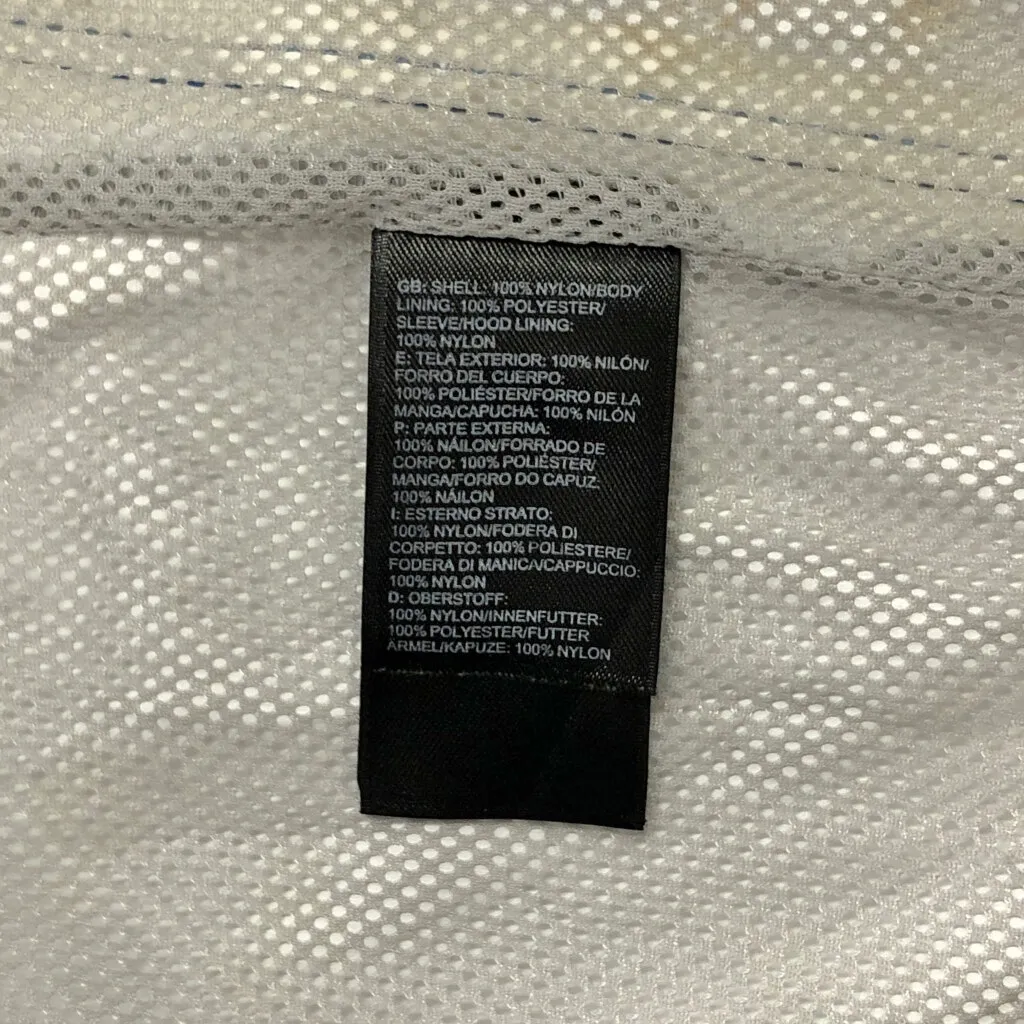 GB: SHELL: 100% NYLON/BODY
LINING: 100% POLYESTER/
SLEEVE/HOOD LINING:
100% NYLON
E: TELA EXTERIOR: 100% NILÓN/
FORRO DEL CUERPO:
100% POLIÉSTER/FORRO DE LA
MANGA/CAPUCHA: 100% NILÓN
P: PARTE EXTERNA:
100% NÁILON/FORRADO DE
CORPO: 100% POLIÉSTER/
MANGA/FORRO DO CAPUZ:
100% NÁILON
I: ESTERNO STRATO:
100% NYLON/FODERA DI
CORPETTO: 100% POLIESTERE/
FODERA DI MANICA/CAPPUCCIO:
100% NYLON
D: OBERSTOFF:
100% NYLON/INNENFUTTER:
100% POLYESTER/FUTTER
ARMEL/KAPUZE: 100% NYLON